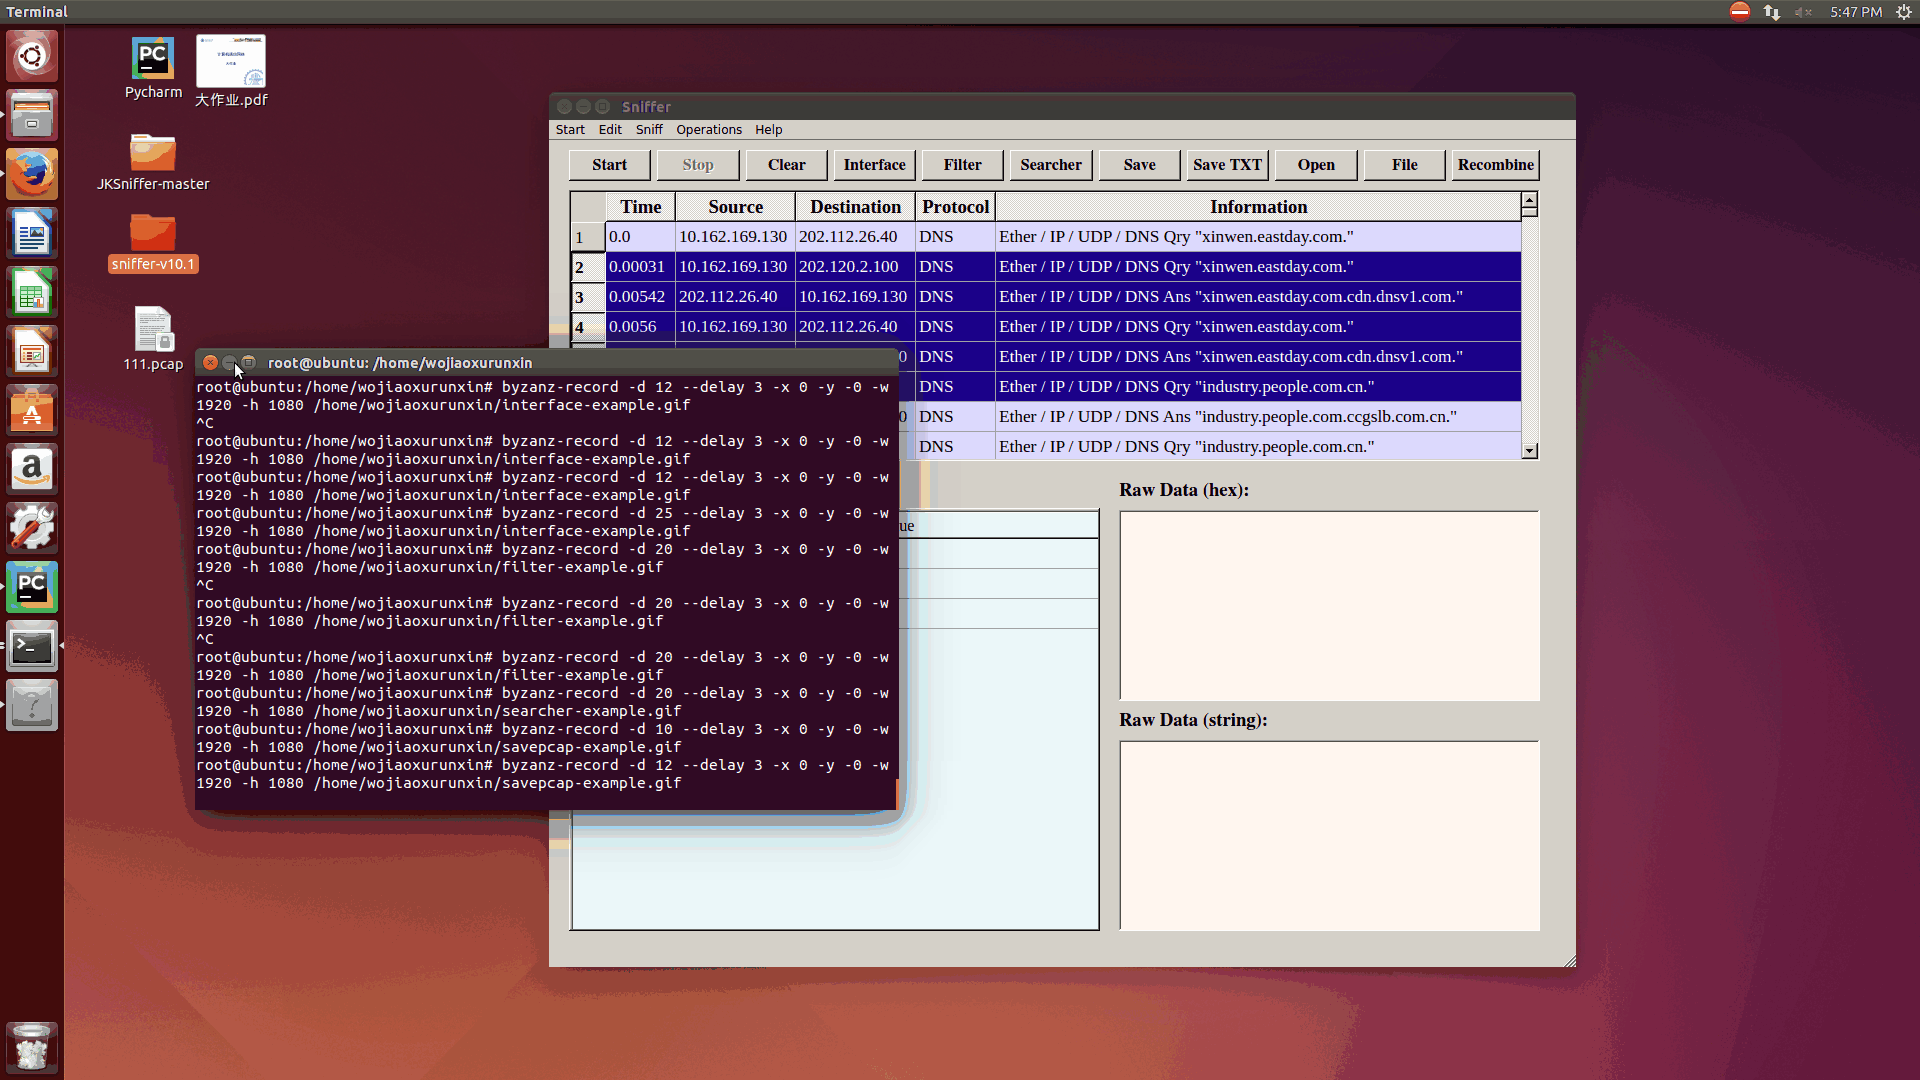 Terminal
5:47 PM
Pycharm
大作业.pdf
JKSniffer-master
sniffer-v10.1
111.pcap
Sniffer
Start Edit Sniff Operations Help
Start Stop Clear Interface Filter Searcher Save Save TXT Open File Recombine
Time Source Destination Protocol Information
1 0.0 10.162.169.130 202.112.26.40 DNS Ether / IP / UDP / DNS Qry "xinwen.eastday.com."
2 0.00031 10.162.169.130 202.120.2.100 DNS Ether / IP / UDP / DNS Qry "xinwen.eastday.com."
3 0.00542 202.112.26.40 10.162.169.130 DNS Ether / IP / UDP / DNS Ans "xinwen.eastday.com.cdn.dnsv1.com."
4 0.0056 10.162.169.130 202.112.26.40 DNS Ether / IP / UDP / DNS Qry "xinwen.eastday.com."
0 DNS Ether / IP / UDP / DNS Ans "xinwen.eastday.com.cdn.dnsv1.com."
DNS Ether / IP / UDP / DNS Qry "industry.people.com.cn."
0 DNS Ether / IP / UDP / DNS Ans "industry.people.com.ccgslb.com.cn."
DNS Ether / IP / UDP / DNS Qry "industry.people.com.cn."
ue
Raw Data (hex):
Raw Data (string):
root@ubuntu: /home/wojiaoxurunxin
root@ubuntu:/home/wojiaoxurunxin# byzanz-record -d 12 --delay 3 -x 0 -y -0 -w
1920 -h 1080 /home/wojiaoxurunxin/interface-example.gif
^C
root@ubuntu:/home/wojiaoxurunxin# byzanz-record -d 12 --delay 3 -x 0 -y -0 -w
1920 -h 1080 /home/wojiaoxurunxin/interface-example.gif
root@ubuntu:/home/wojiaoxurunxin# byzanz-record -d 12 --delay 3 -x 0 -y -0 -w
1920 -h 1080 /home/wojiaoxurunxin/interface-example.gif
root@ubuntu:/home/wojiaoxurunxin# byzanz-record -d 25 --delay 3 -x 0 -y -0 -w
1920 -h 1080 /home/wojiaoxurunxin/interface-example.gif
root@ubuntu:/home/wojiaoxurunxin# byzanz-record -d 20 --delay 3 -x 0 -y -0 -w
1920 -h 1080 /home/wojiaoxurunxin/filter-example.gif
^C
root@ubuntu:/home/wojiaoxurunxin# byzanz-record -d 20 --delay 3 -x 0 -y -0 -w
1920 -h 1080 /home/wojiaoxurunxin/filter-example.gif
^C
root@ubuntu:/home/wojiaoxurunxin# byzanz-record -d 20 --delay 3 -x 0 -y -0 -w
1920 -h 1080 /home/wojiaoxurunxin/filter-example.gif
root@ubuntu:/home/wojiaoxurunxin# byzanz-record -d 20 --delay 3 -x 0 -y -0 -w
1920 -h 1080 /home/wojiaoxurunxin/searcher-example.gif
root@ubuntu:/home/wojiaoxurunxin# byzanz-record -d 10 --delay 3 -x 0 -y -0 -w
1920 -h 1080 /home/wojiaoxurunxin/savepcap-example.gif
root@ubuntu:/home/wojiaoxurunxin# byzanz-record -d 12 --delay 3 -x 0 -y -0 -w
1920 -h 1080 /home/wojiaoxurunxin/savepcap-example.gif